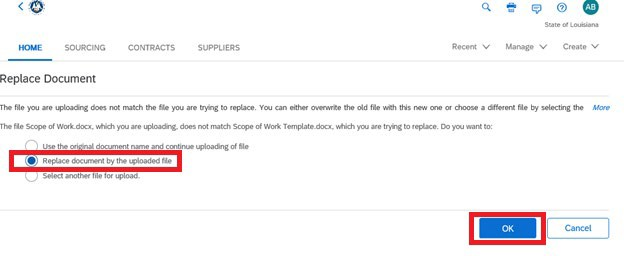 AB
State of Louisiana
HOME SOURCING CONTRACTS SUPPLIERS Recent Manage Create
Replace Document
The file you are uploading does not match the file you are trying to replace. You can either overwrite the old file with this new one or choose a different file by selecting the More
The file Scope of Work.docx, which you are uploading, does not match Scope of Work Template.docx, which you are trying to replace. Do you want to:
Use the original document name and continue uploading of file
Replace document by the uploaded file
Select another file for upload.
OK Cancel